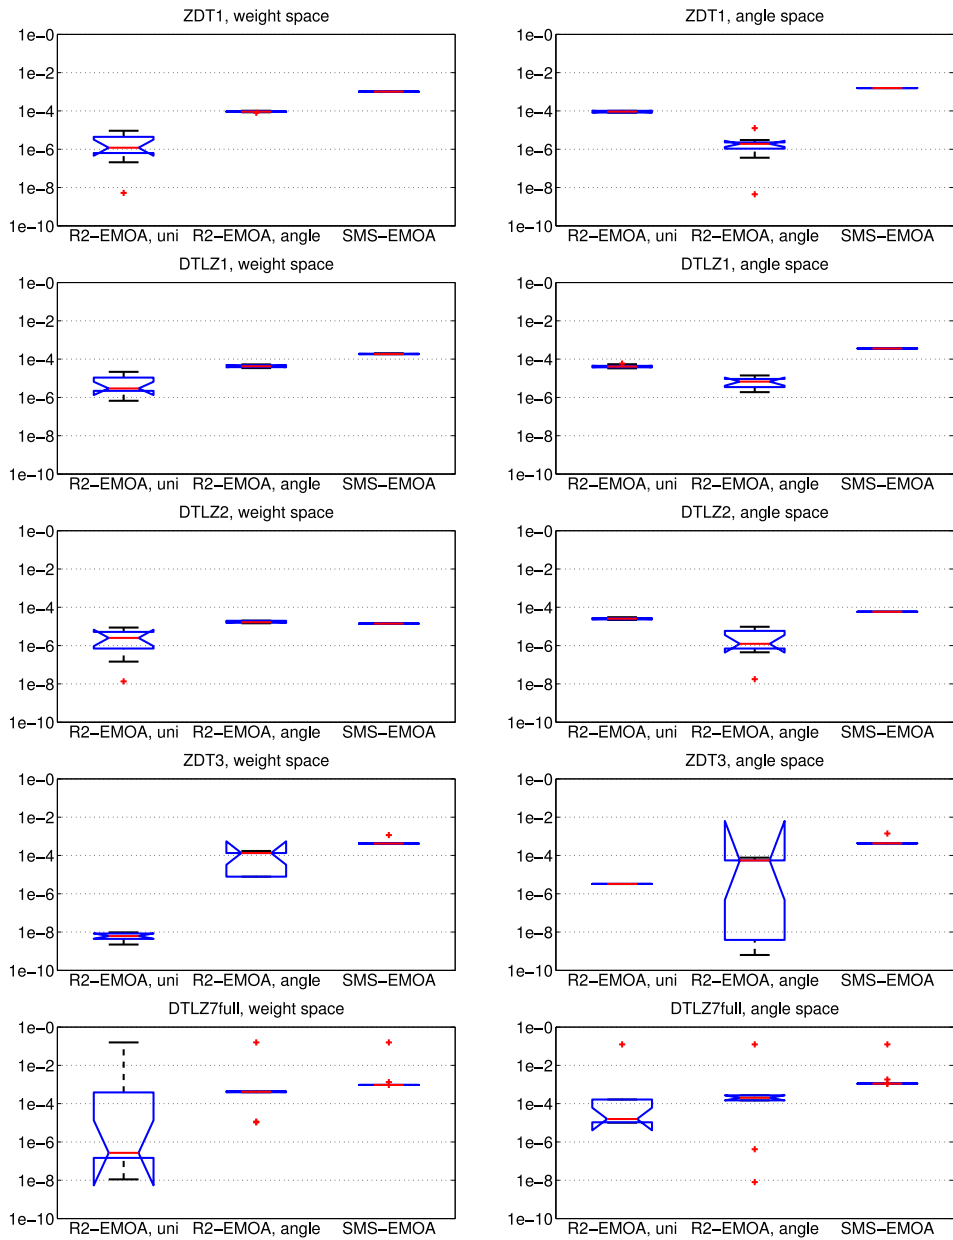 ZDT1, weight space
1e−0
1e−2
1e−4
1e−6
1e−8
1e−10
R2−EMOA, uni R2−EMOA, angle SMS−EMOA
ZDT1, angle space
1e−0
1e−2
1e−4
1e−6
1e−8
1e−10
R2−EMOA, uni R2−EMOA, angle SMS−EMOA
DTLZ1, weight space
1e−0
1e−2
1e−4
1e−6
1e−8
1e−10
R2−EMOA, uni R2−EMOA, angle SMS−EMOA
DTLZ1, angle space
1e−0
1e−2
1e−4
1e−6
1e−8
1e−10
R2−EMOA, uni R2−EMOA, angle SMS−EMOA
DTLZ2, weight space
1e−0
1e−2
1e−4
1e−6
1e−8
1e−10
R2−EMOA, uni R2−EMOA, angle SMS−EMOA
DTLZ2, angle space
1e−0
1e−2
1e−4
1e−6
1e−8
1e−10
R2−EMOA, uni R2−EMOA, angle SMS−EMOA
ZDT3, weight space
1e−0
1e−2
1e−4
1e−6
1e−8
1e−10
R2−EMOA, uni R2−EMOA, angle SMS−EMOA
ZDT3, angle space
1e−0
1e−2
1e−4
1e−6
1e−8
1e−10
R2−EMOA, uni R2−EMOA, angle SMS−EMOA
DTLZ7full, weight space
1e−0
1e−2
1e−4
1e−6
1e−8
1e−10
R2−EMOA, uni R2−EMOA, angle SMS−EMOA
DTLZ7full, angle space
1e−0
1e−2
1e−4
1e−6
1e−8
1e−10
R2−EMOA, uni R2−EMOA, angle SMS−EMOA